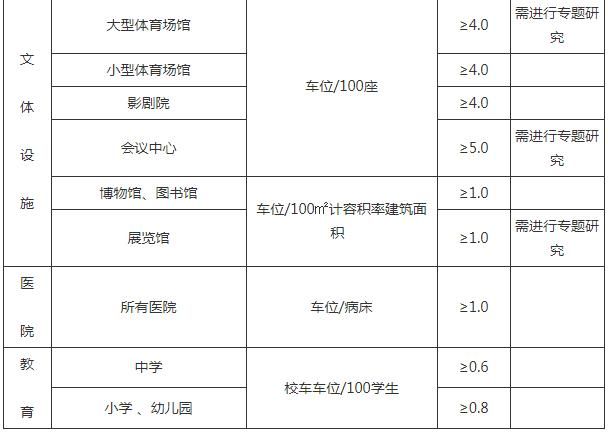 文体设施
大型体育场馆
车位/100座
≥4.0
需进行专题研
究
小型体育场馆
≥4.0
影剧院
≥4.0
会议中心
≥5.0
需进行专题研
究
博物馆、图书馆
车位/100㎡计容积率建筑面
积
≥1.0
展览馆
≥1.0
需进行专题研
究
医院
所有医院
车位/病床
≥1.0
教育
中学
校车车位/100学生
≥0.6
小学 、幼儿园
≥0.8